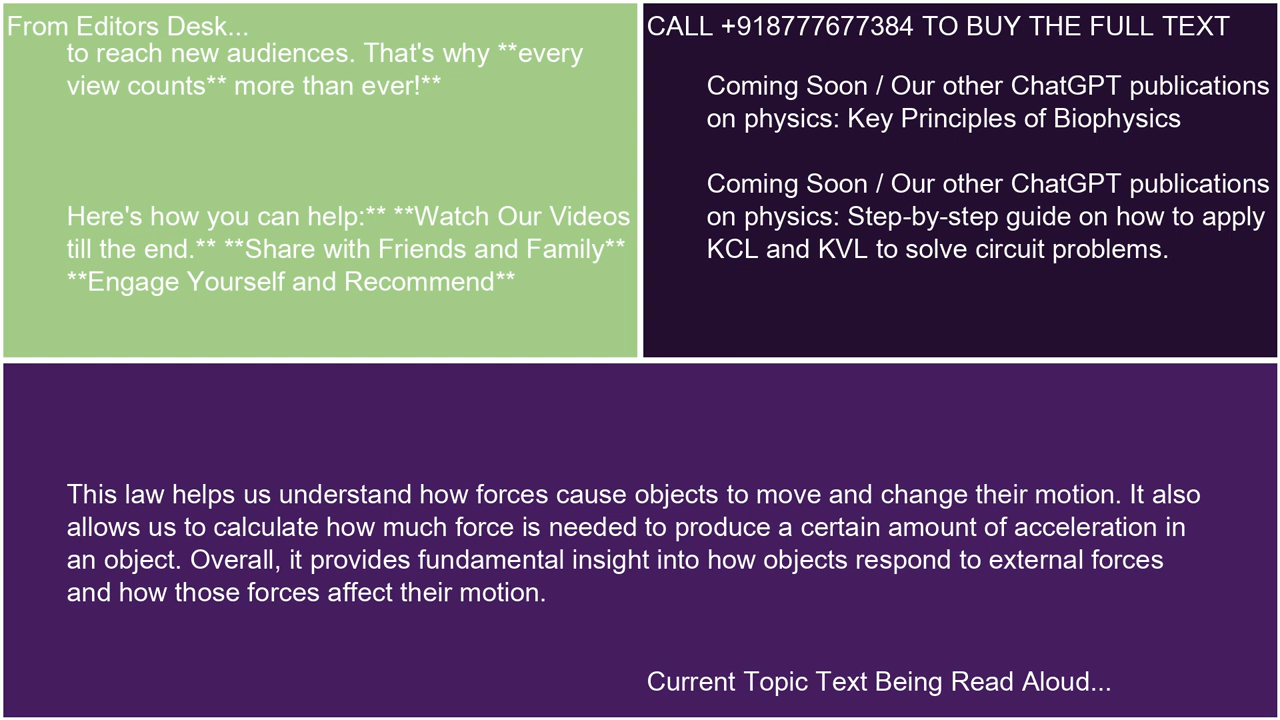 From Editors Desk...
to reach new audiences. That's why **every
view counts** more than ever!**
Here's how you can help:** **Watch Our Videos
till the end.** **Share with Friends and Family**
**Engage Yourself and Recommend**
CALL +918777677384 TO BUY THE FULL TEXT
Coming Soon / Our other ChatGPT publications
on physics: Key Principles of Biophysics
Coming Soon / Our other ChatGPT publications
on physics: Step-by-step guide on how to apply
KCL and KVL to solve circuit problems.
This law helps us understand how forces cause objects to move and change their motion. It also
allows us to calculate how much force is needed to produce a certain amount of acceleration in
an object. Overall, it provides fundamental insight into how objects respond to external forces
and how those forces affect their motion.
Current Topic Text Being Read Aloud...